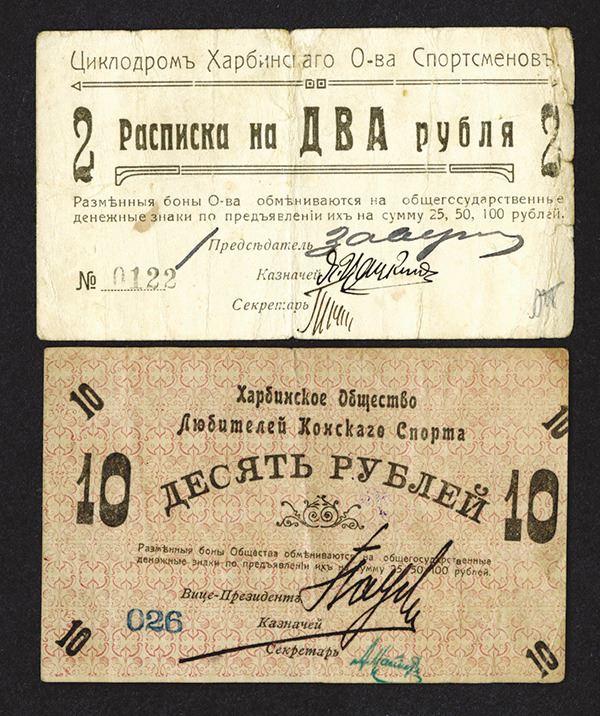 Циклодромъ Харбинскаго О-ва Спортсменовъ
2 Расписка на ДВА рубля 2
Размѣнныя боны О-ва обмѣниваются на общегосударственные
денежные знаки по предъявленіи ихъ на сумму 25, 50, 100 рублей.
Предсѣдатель
Казначей
№ 0122
Секретарь
10 10
Харбинское Общество
Любителей Конскаго Спорта
10 ДЕСЯТЬ РУБЛЕЙ 10
Размѣнныя боны Общества обмѣниваются на общегосударственные
денежные знаки по предъявленіи ихъ на сумму 25, 50, 100 рублей.
Вице-Президентъ
026
Казначей
Секретарь
10 10